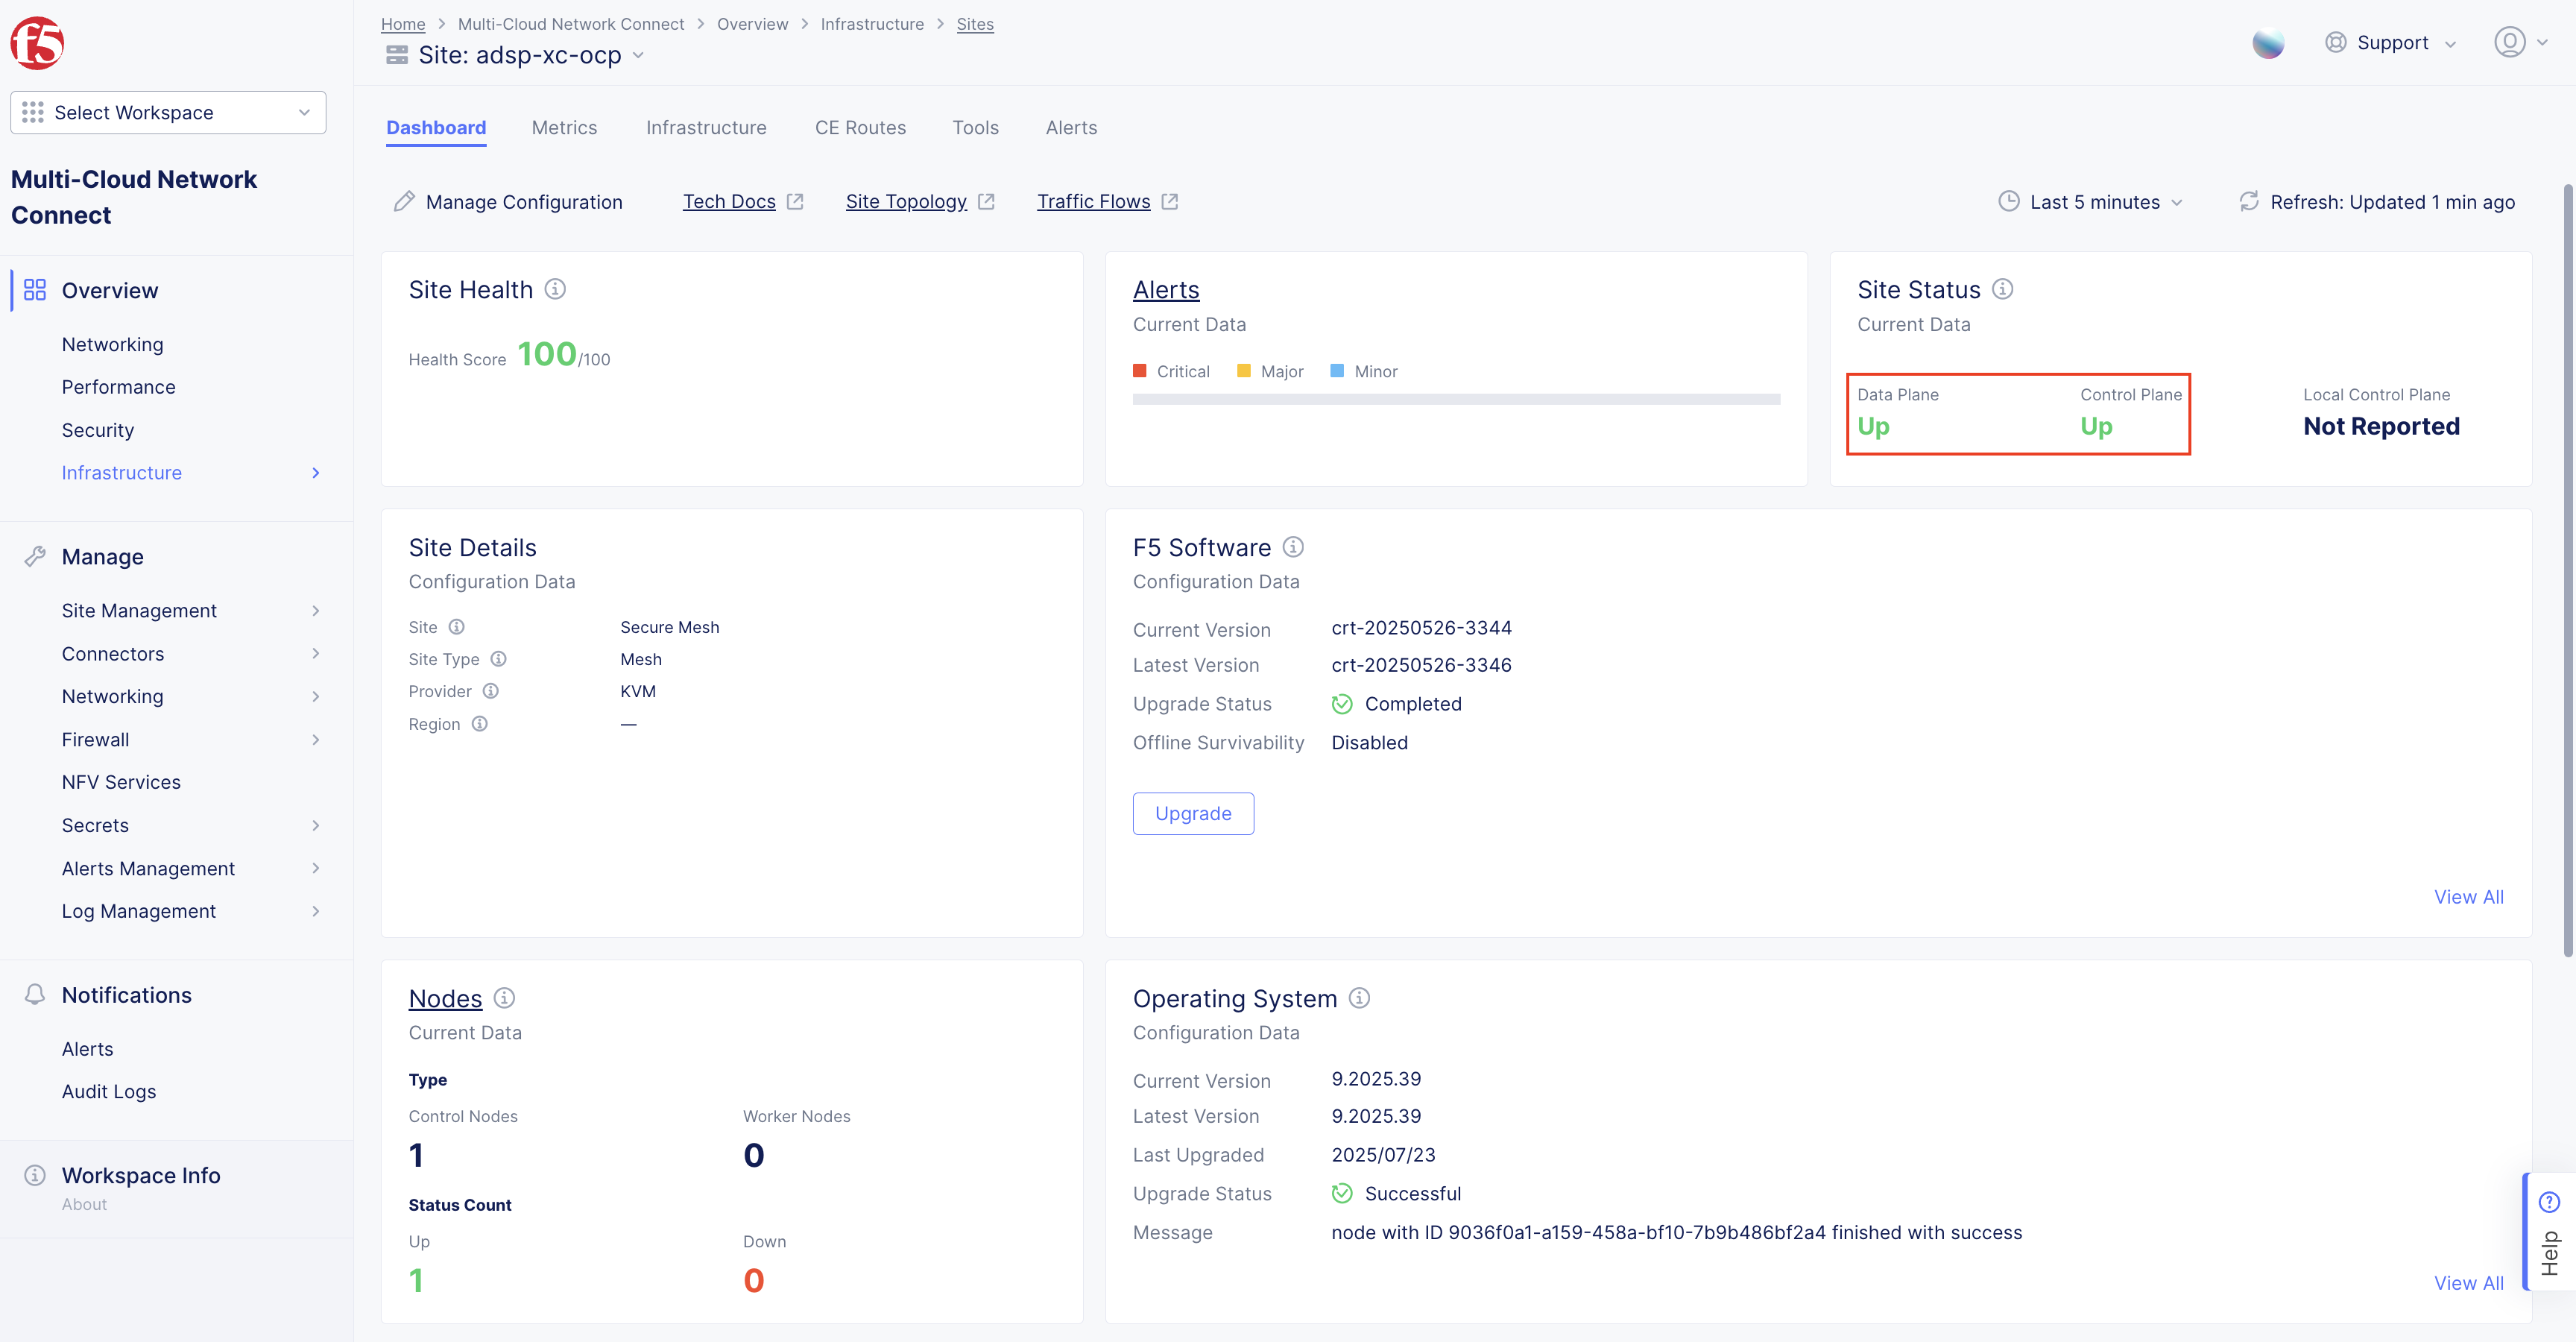 f5
Select Workspace
Multi-Cloud Network
Connect
Overview
Networking
Performance
Security
Infrastructure
Manage
Site Management
Connectors
Networking
Firewall
NFV Services
Secrets
Alerts Management
Log Management
Notifications
Alerts
Audit Logs
Workspace Info
About
Home > Multi-Cloud Network Connect > Overview > Infrastructure > Sites
Site: adsp-xc-ocp
Support
Dashboard Metrics Infrastructure CE Routes Tools Alerts
Manage Configuration Tech Docs Site Topology Traffic Flows Last 5 minutes Refresh: Updated 1 min ago
Site Health
Health Score 100/100
Alerts
Current Data
Critical Major Minor
Site Status
Current Data
Data Plane Control Plane Local Control Plane
Up Up Not Reported
Site Details
Configuration Data
Site Secure Mesh
Site Type Mesh
Provider KVM
Region —
F5 Software
Configuration Data
Current Version crt-20250526-3344
Latest Version crt-20250526-3346
Upgrade Status Completed
Offline Survivability Disabled
Upgrade
View All
Nodes
Current Data
Type
Control Nodes Worker Nodes
1 0
Status Count
Up Down
1 0
Operating System
Configuration Data
Current Version 9.2025.39
Latest Version 9.2025.39
Last Upgraded 2025/07/23
Upgrade Status Successful
Message node with ID 9036f0a1-a159-458a-bf10-7b9b486bf2a4 finished with success
View All
Help